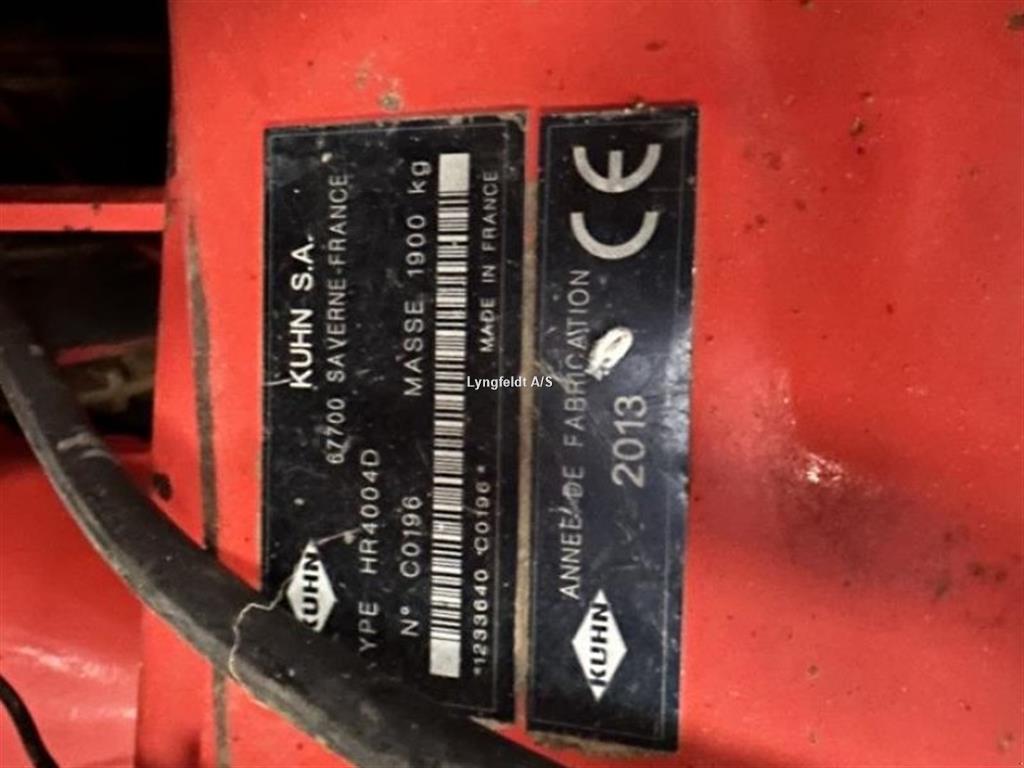 KUHN S.A.
67700 SAVERNE-FRANCE
KUHN
YPE HR4004D
N° C0196 MASSE 1900 kg
*1233640 C0196* MADE IN FRANCE
ANNEE DE FABRICATION
KUHN 2013 CE
Lyngfeldt A/S